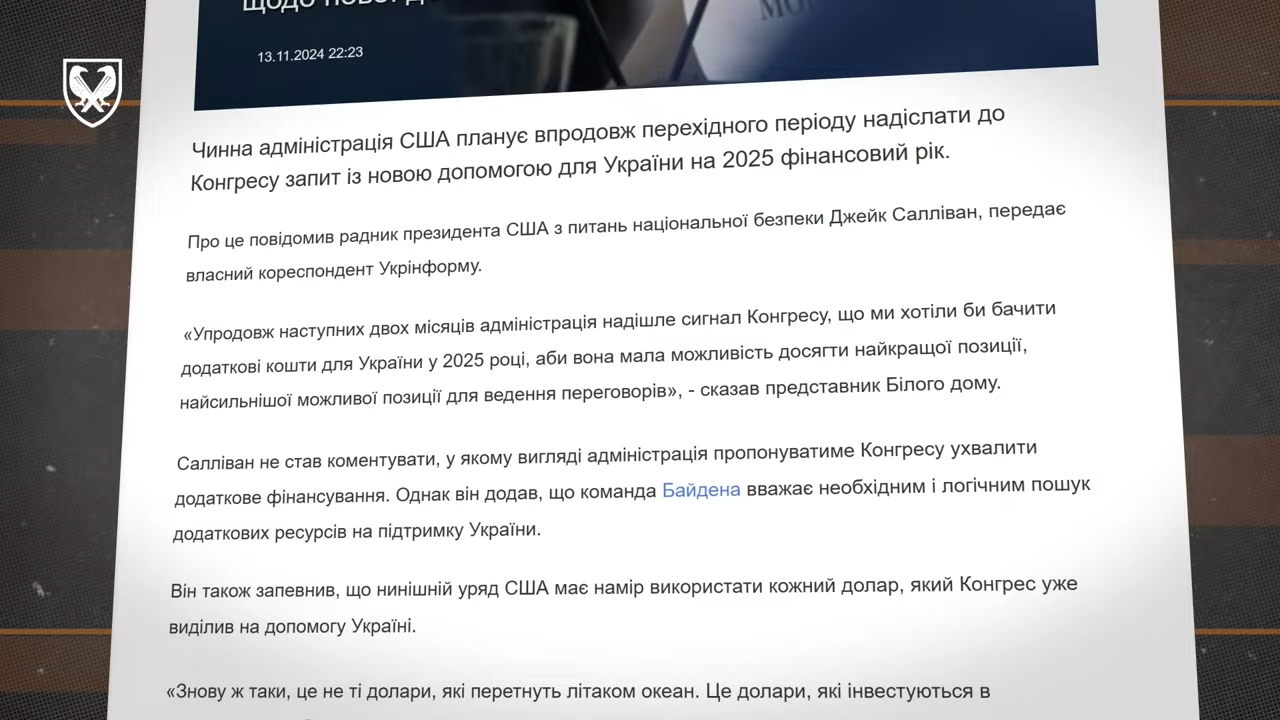 13.11.2024 22:23
Чинна адміністрація США планує впродовж перехідного періоду надіслати до
Конгресу запит із новою допомогою для України на 2025 фінансовий рік.
Про це повідомив радник президента США з питань національної безпеки Джейк Салліван, передає
власний кореспондент Укрінформу.
«Упродовж наступних двох місяців адміністрація надішле сигнал Конгресу, що ми хотіли би бачити
додаткові кошти для України у 2025 році, аби вона мала можливість досягти найкращої позиції,
найсильнішої можливої позиції для ведення переговорів», - сказав представник Білого дому.
Салліван не став коментувати, у якому вигляді адміністрація пропонуватиме Конгресу ухвалити
додаткове фінансування. Однак він додав, що команда Байдена вважає необхідним і логічним пошук
додаткових ресурсів на підтримку України.
Він також запевнив, що нинішній уряд США має намір використати кожний долар, який Конгрес уже
виділив на допомогу Україні.
«Знову ж таки, це не ті долари, які перетнуть літаком океан. Це долари, які інвестуються в